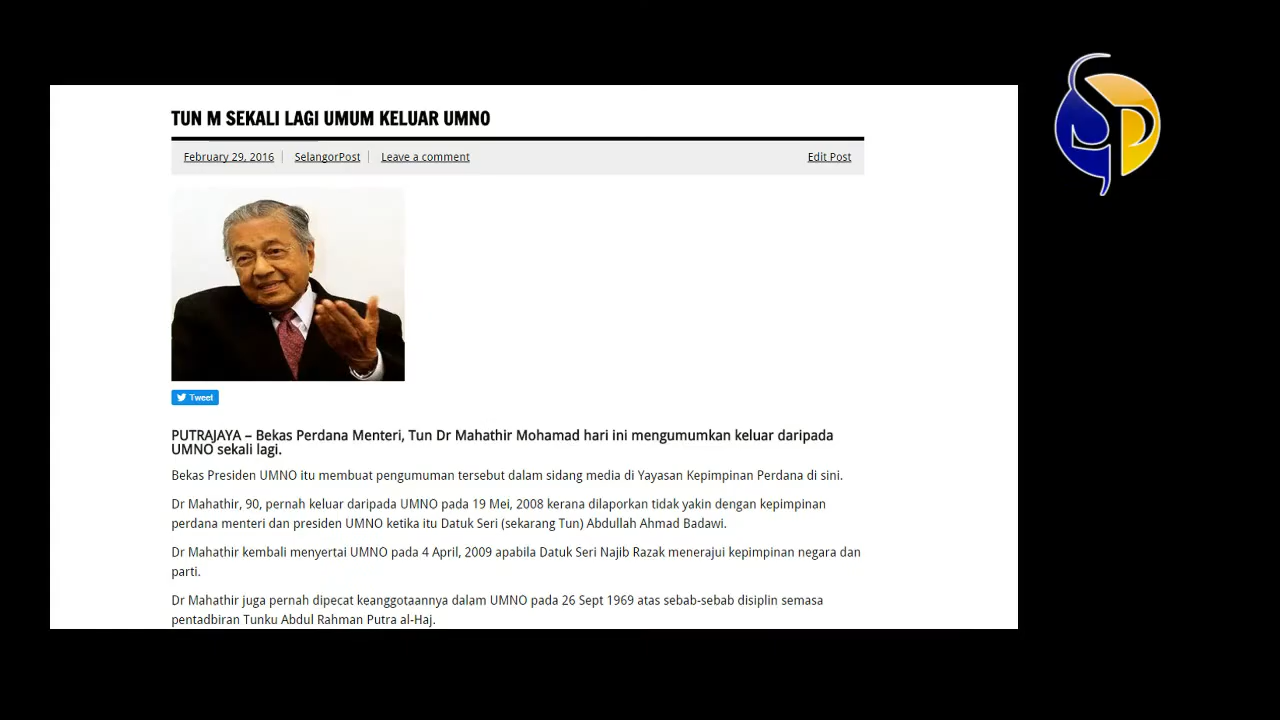 TUN M SEKALI LAGI UMUM KELUAR UMNO
February 29, 2016 SelangorPost Leave a comment Edit Post
Tweet
PUTRAJAYA – Bekas Perdana Menteri, Tun Dr Mahathir Mohamad hari ini mengumumkan keluar daripada
UMNO sekali lagi.
Bekas Presiden UMNO itu membuat pengumuman tersebut dalam sidang media di Yayasan Kepimpinan Perdana di sini.
Dr Mahathir, 90, pernah keluar daripada UMNO pada 19 Mei, 2008 kerana dilaporkan tidak yakin dengan kepimpinan
perdana menteri dan presiden UMNO ketika itu Datuk Seri (sekarang Tun) Abdullah Ahmad Badawi.
Dr Mahathir kembali menyertai UMNO pada 4 April, 2009 apabila Datuk Seri Najib Razak menerajui kepimpinan negara dan
parti.
Dr Mahathir juga pernah dipecat keanggotaannya dalam UMNO pada 26 Sept 1969 atas sebab-sebab disiplin semasa
pentadbiran Tunku Abdul Rahman Putra al-Haj.
SP